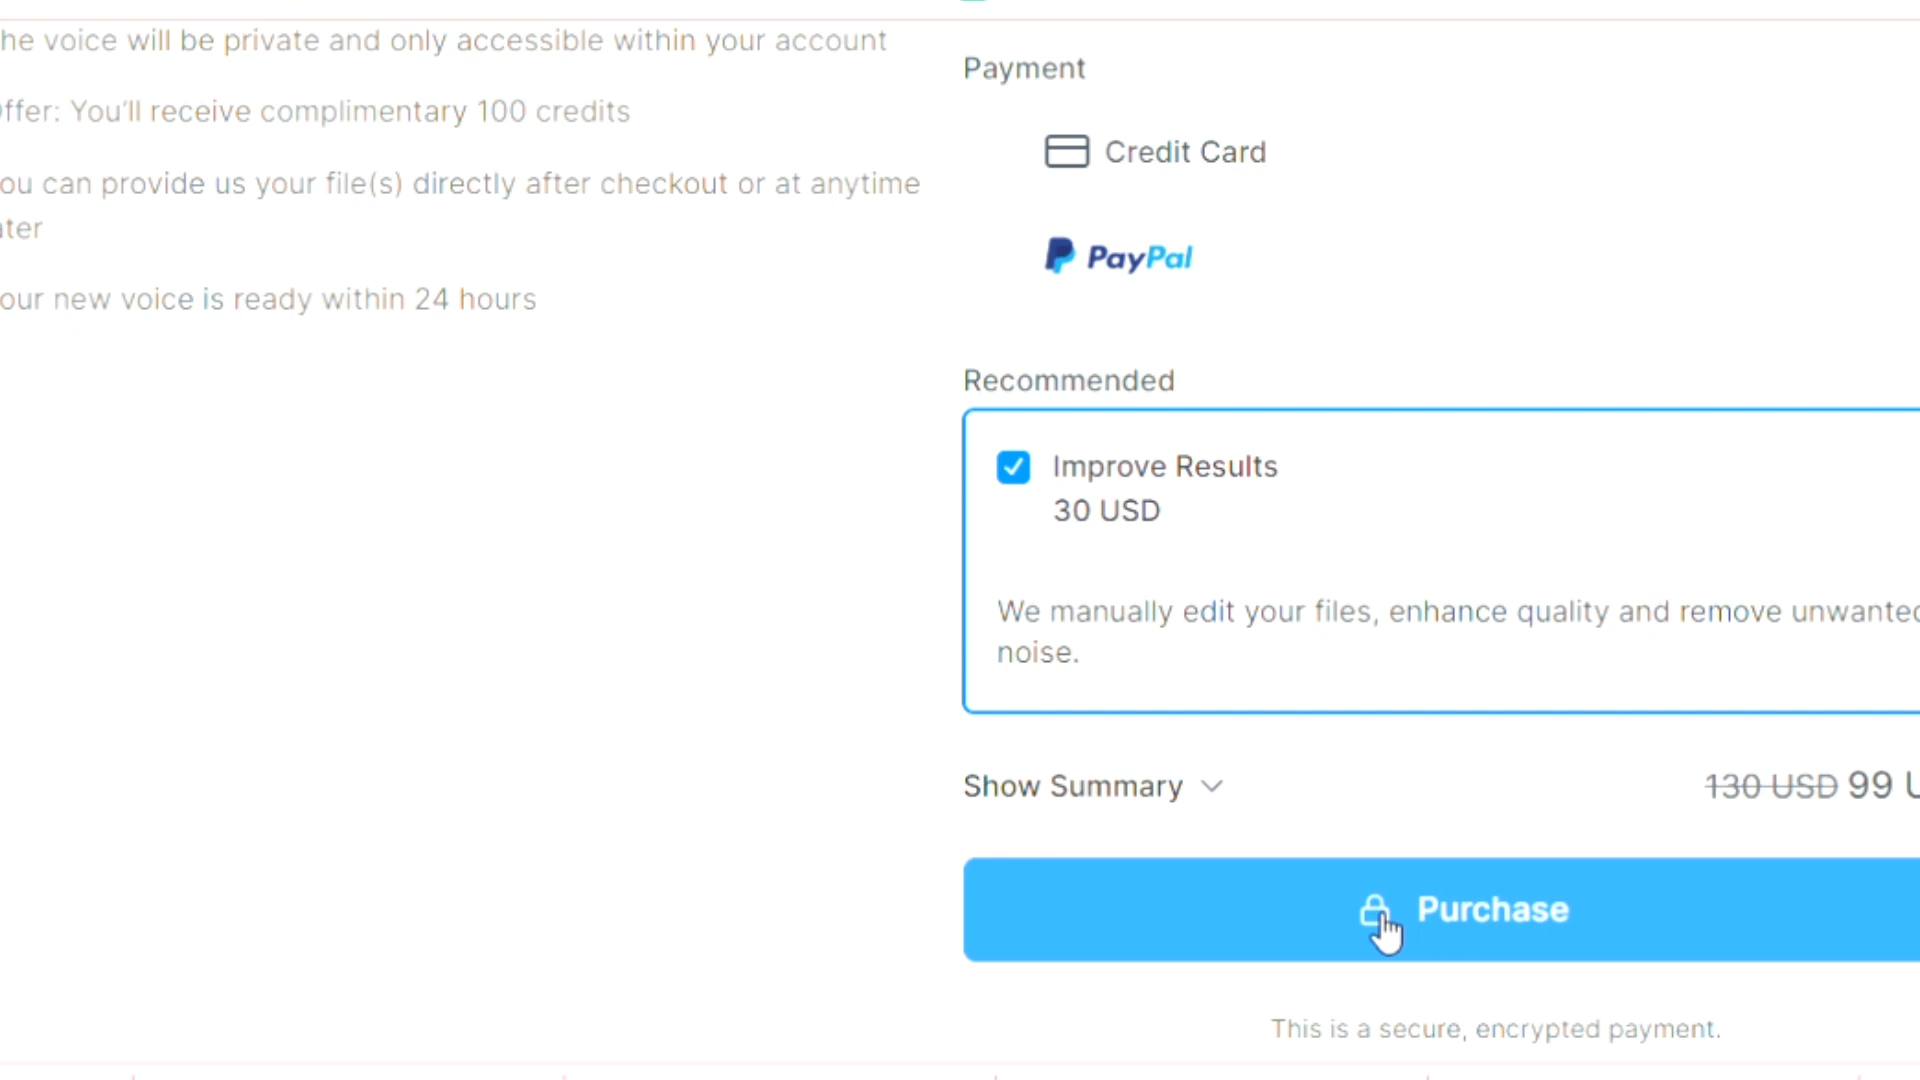 he voice will be private and only accessible within your account
ffer: You'll receive complimentary 100 credits
ou can provide us your file(s) directly after checkout or at anytime
ter
our new voice is ready within 24 hours
Payment
Credit Card
PayPal
Recommended
Improve Results
30 USD
We manually edit your files, enhance quality and remove unwanted
noise.
Show Summary
130 USD 99 U
Purchase
This is a secure, encrypted payment.